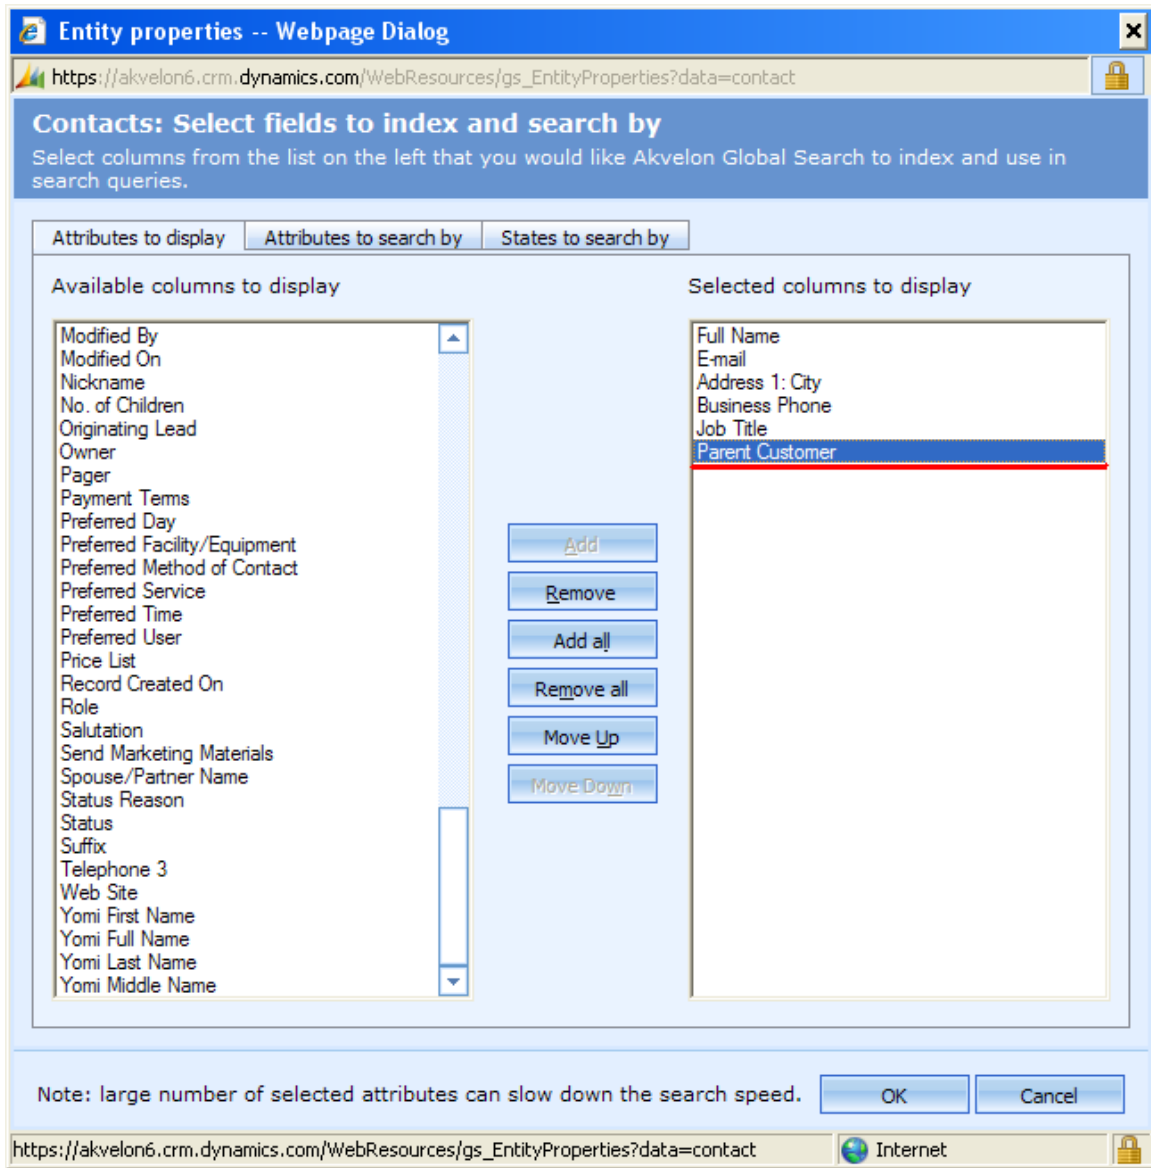 Entity properties -- Webpage Dialog
https://akvelon6.crm.dynamics.com/WebResources/gs_EntityProperties?data=contact
Contacts: Select fields to index and search by
Select columns from the list on the left that you would like Akvelon Global Search to index and use in
search queries.
Attributes to display
Attributes to search by
States to search by
Available columns to display
Modified By
Modified On
Nickname
No. of Children
Originating Lead
Owner
Pager
Payment Terms
Preferred Day
Preferred Facility/Equipment
Preferred Method of Contact
Preferred Service
Preferred Time
Preferred User
Price List
Record Created On
Role
Salutation
Send Marketing Materials
Spouse/Partner Name
Status Reason
Status
Suffix
Telephone 3
Web Site
Yomi First Name
Yomi Full Name
Yomi Last Name
Yomi Middle Name
Add
Remove
Add all
Remove all
Move Up
Move Down
Selected columns to display
Full Name
E-mail
Address 1: City
Business Phone
Job Title
Parent Customer
Note: large number of selected attributes can slow down the search speed.
OK
Cancel
https://akvelon6.crm.dynamics.com/WebResources/gs_EntityProperties?data=contact
Internet